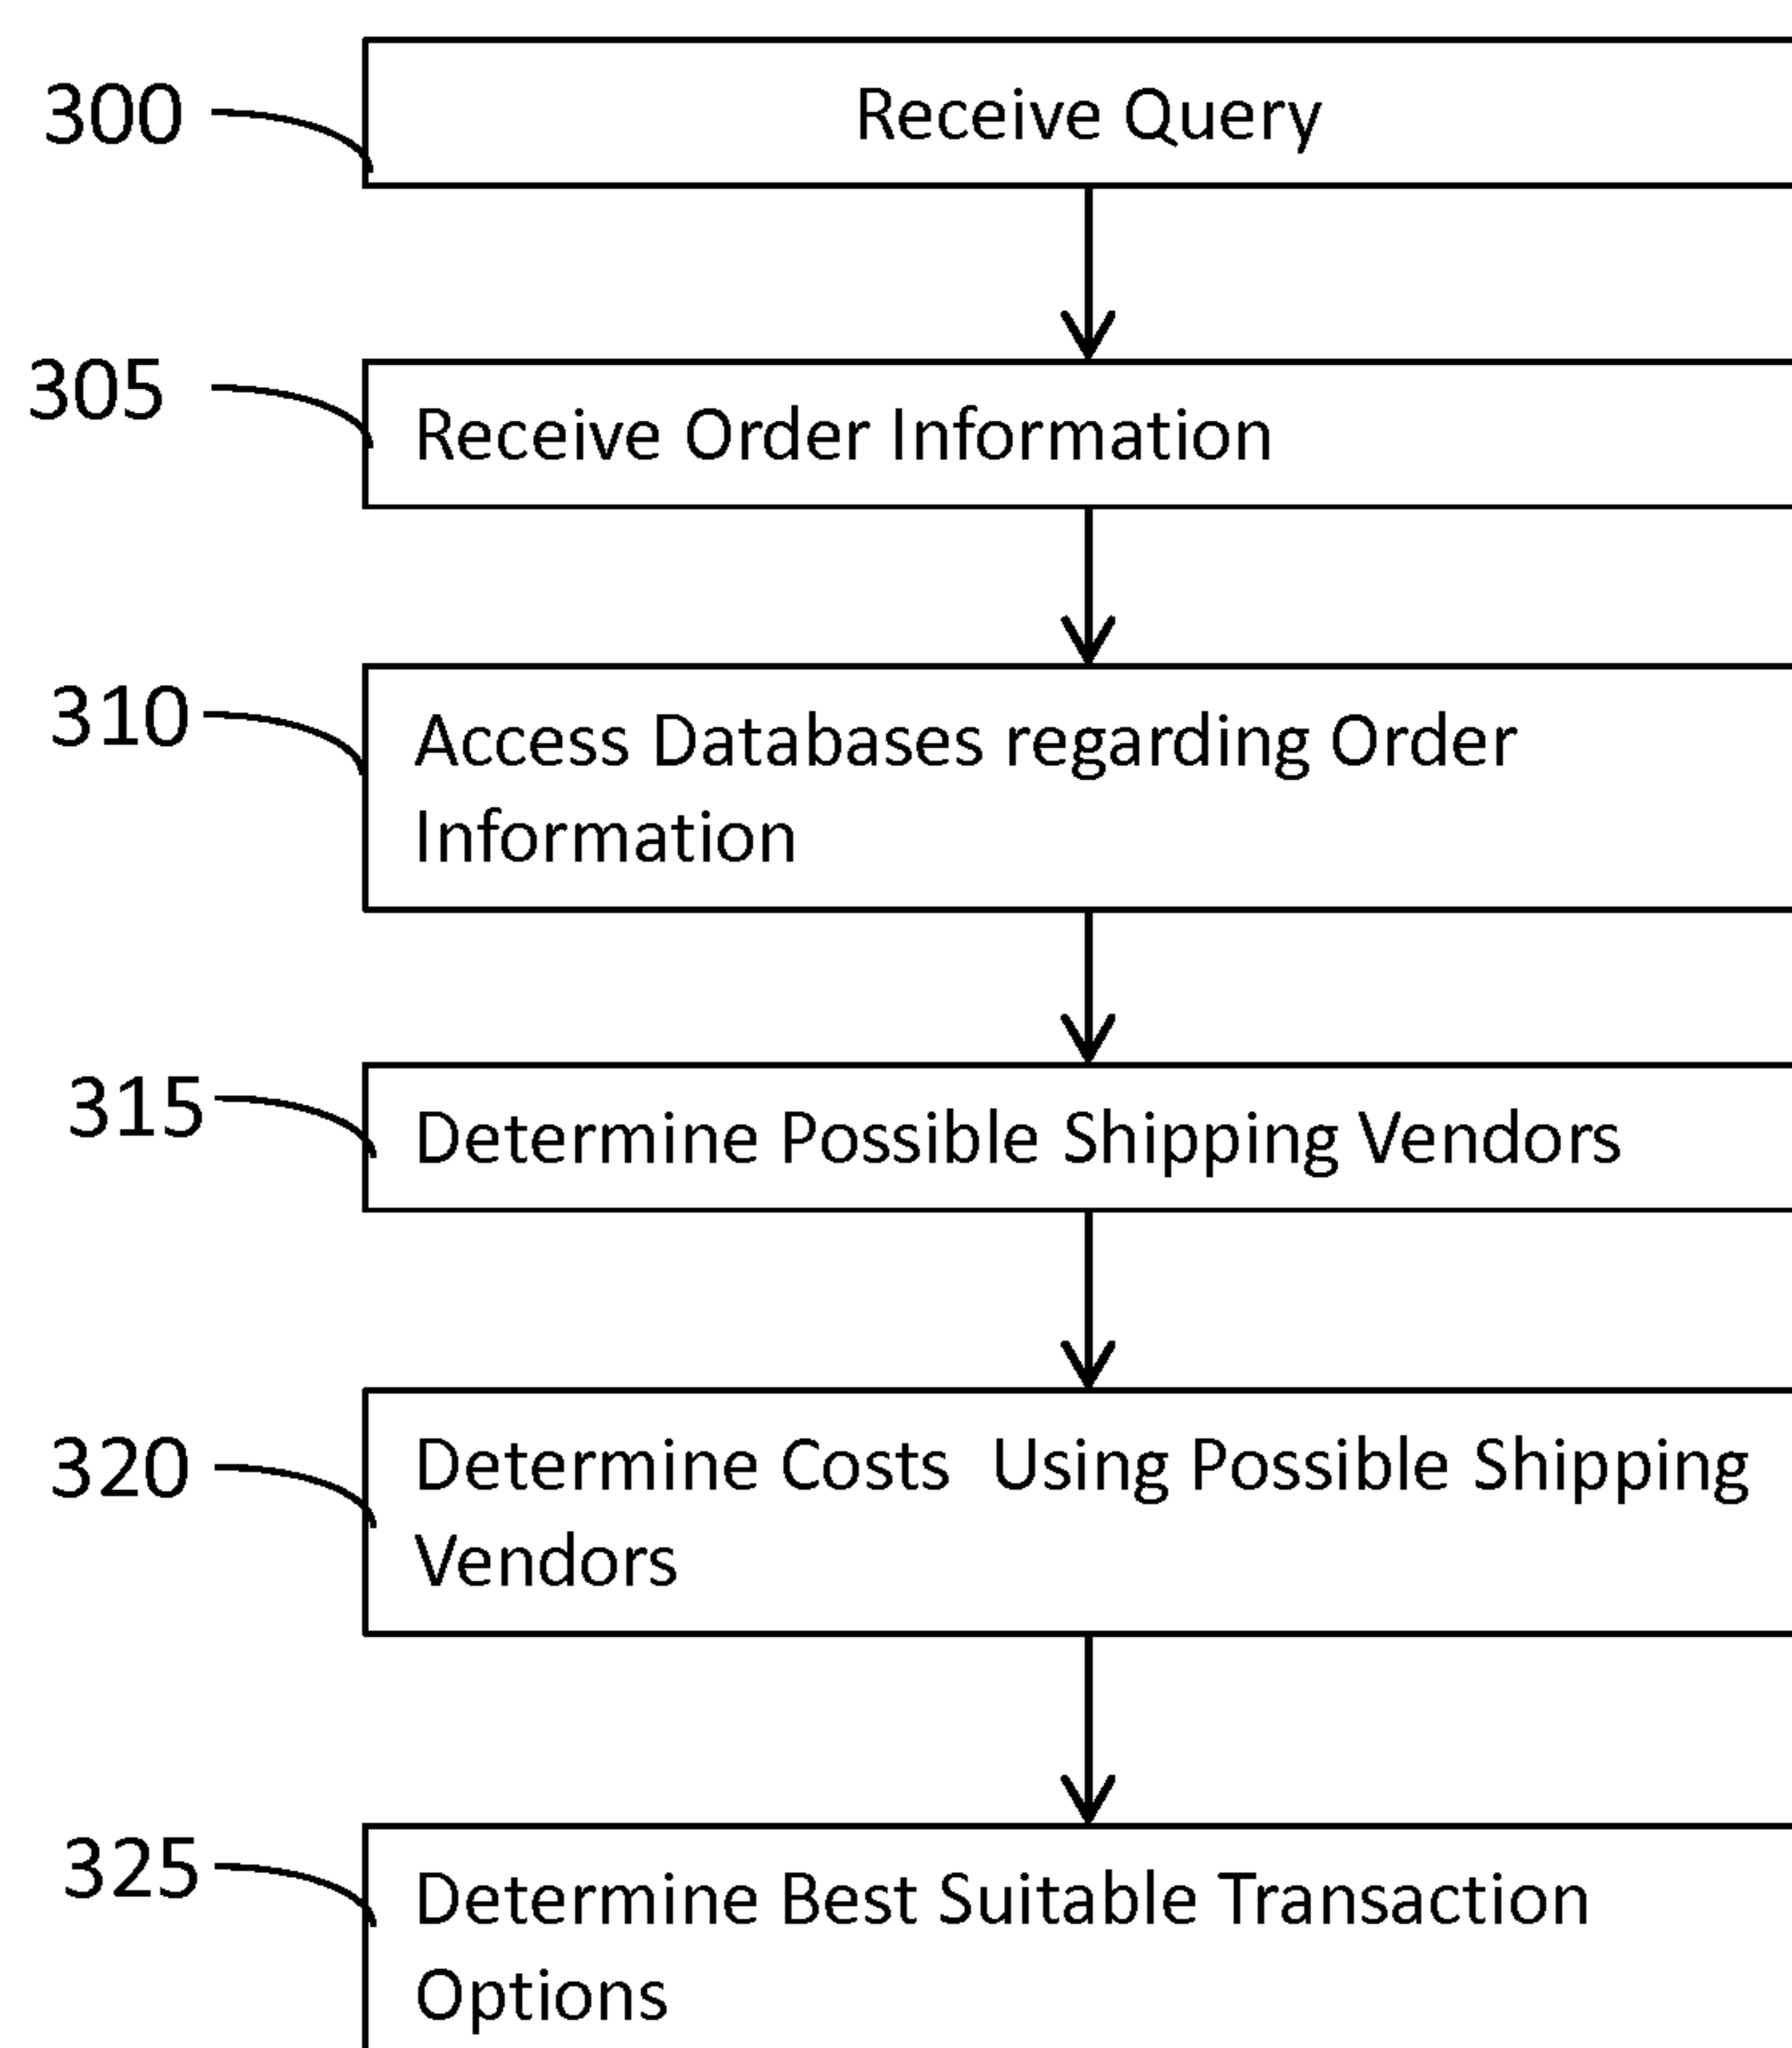 300
Receive Query
305
Receive Order Information
310
Access Databases regarding Order
Information
315
Determine Possible Shipping Vendors
320
Determine Costs  Using Possible Shipping
Vendors
325
Determine Best Suitable Transaction
Options